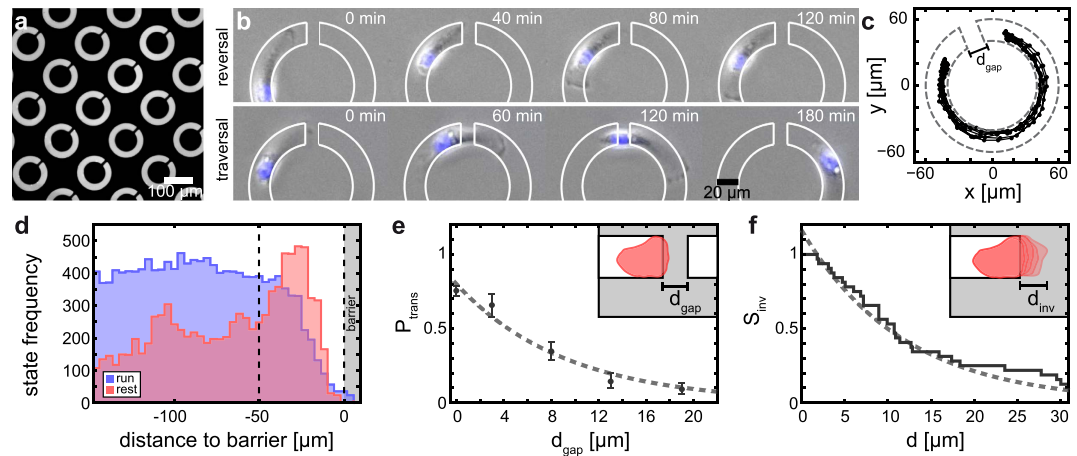 a
100 µm
b
reversal
0 min
40 min
80 min
120 min
traversal
0 min
60 min
120 min
180 min
20 µm
c
60
0
−60
y [µm]
d_gap
−60
0
60
x [µm]
d
500
400
300
200
100
0
state frequency
run
rest
barrier
-100
-50
0
distance to barrier [µm]
e
1
0.5
0
P_trans
d_gap
0
4
8
12
16
20
d_gap [µm]
f
1
0.5
0
S_inv
d_inv
0
5
10
15
20
25
30
d [µm]